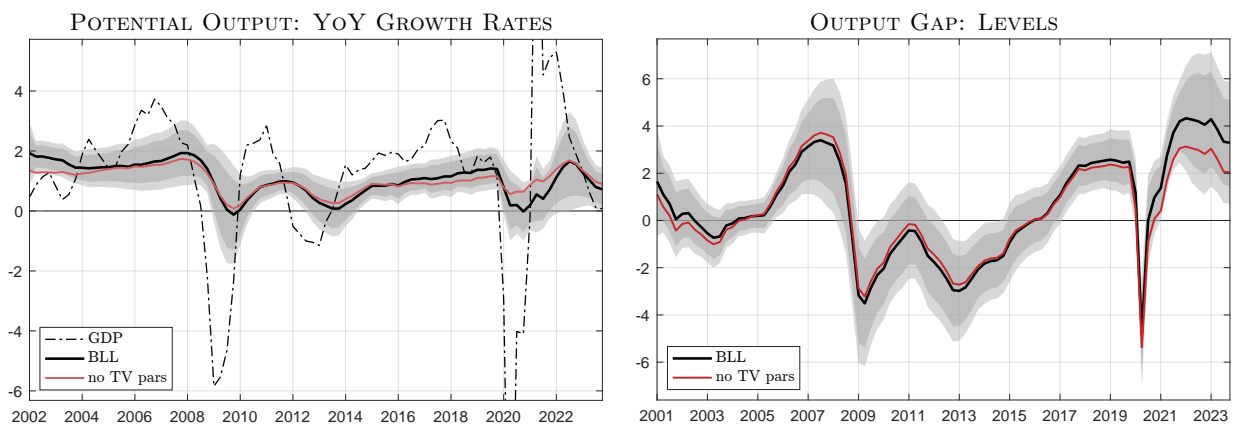 POTENTIAL OUTPUT: YOY GROWTH RATES
4
2
0
-2
-4
-6
GDP
BLL
no TV pars
2002 2004 2006 2008 2010 2012 2014 2016 2018 2020 2022
OUTPUT GAP: LEVELS
6
4
2
0
-2
-4
-6
BLL
no TV pars
2001 2003 2005 2007 2009 2011 2013 2015 2017 2019 2021 2023